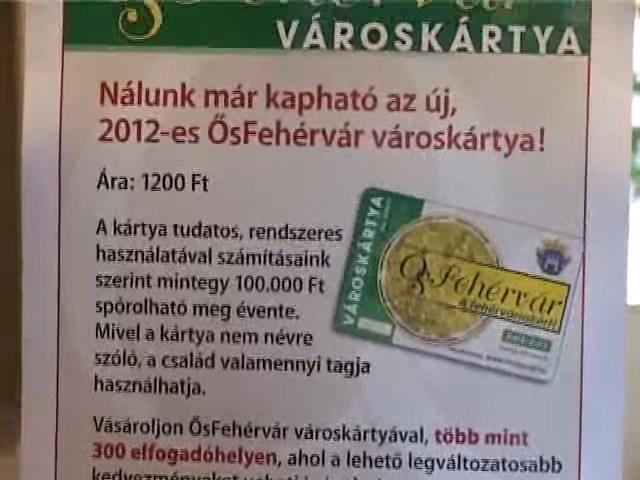 VÁROSKÁRTYA
Nálunk már kapható az új,
2012-es ŐsFehérvár városkártya!
Ára: 1200 Ft
A kártya tudatos, rendszeres
használatával számításaink
szerint mintegy 100.000 Ft
spórolható meg évente.
Mivel a kártya nem névre
szóló, a család valamennyi tagja
használhatja.
VÁROSKÁRTYA
ŐsFehérvár
Vásároljon ŐsFehérvár városkártyával, több mint
300 elfogadóhelyen, ahol a lehető legváltozatosabb